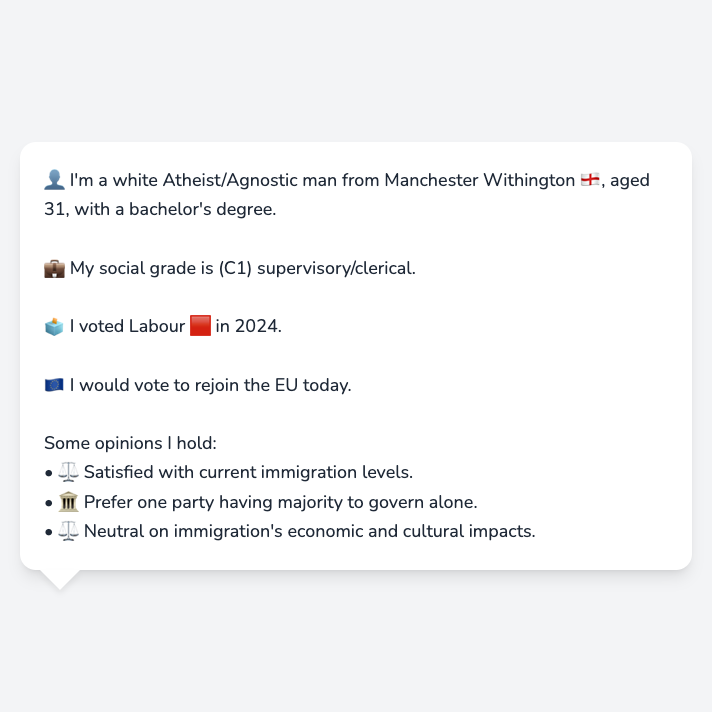 👤 I'm a white Atheist/Agnostic man from Manchester Withington 🏴󠁧󠁢󠁥󠁮󠁧󠁿, aged
31, with a bachelor's degree.
💼 My social grade is (C1) supervisory/clerical.
🗳️ I voted Labour 🟥 in 2024.
🇪🇺 I would vote to rejoin the EU today.
Some opinions I hold:
• ⚖️ Satisfied with current immigration levels.
• 🏛️ Prefer one party having majority to govern alone.
• ⚖️ Neutral on immigration's economic and cultural impacts.